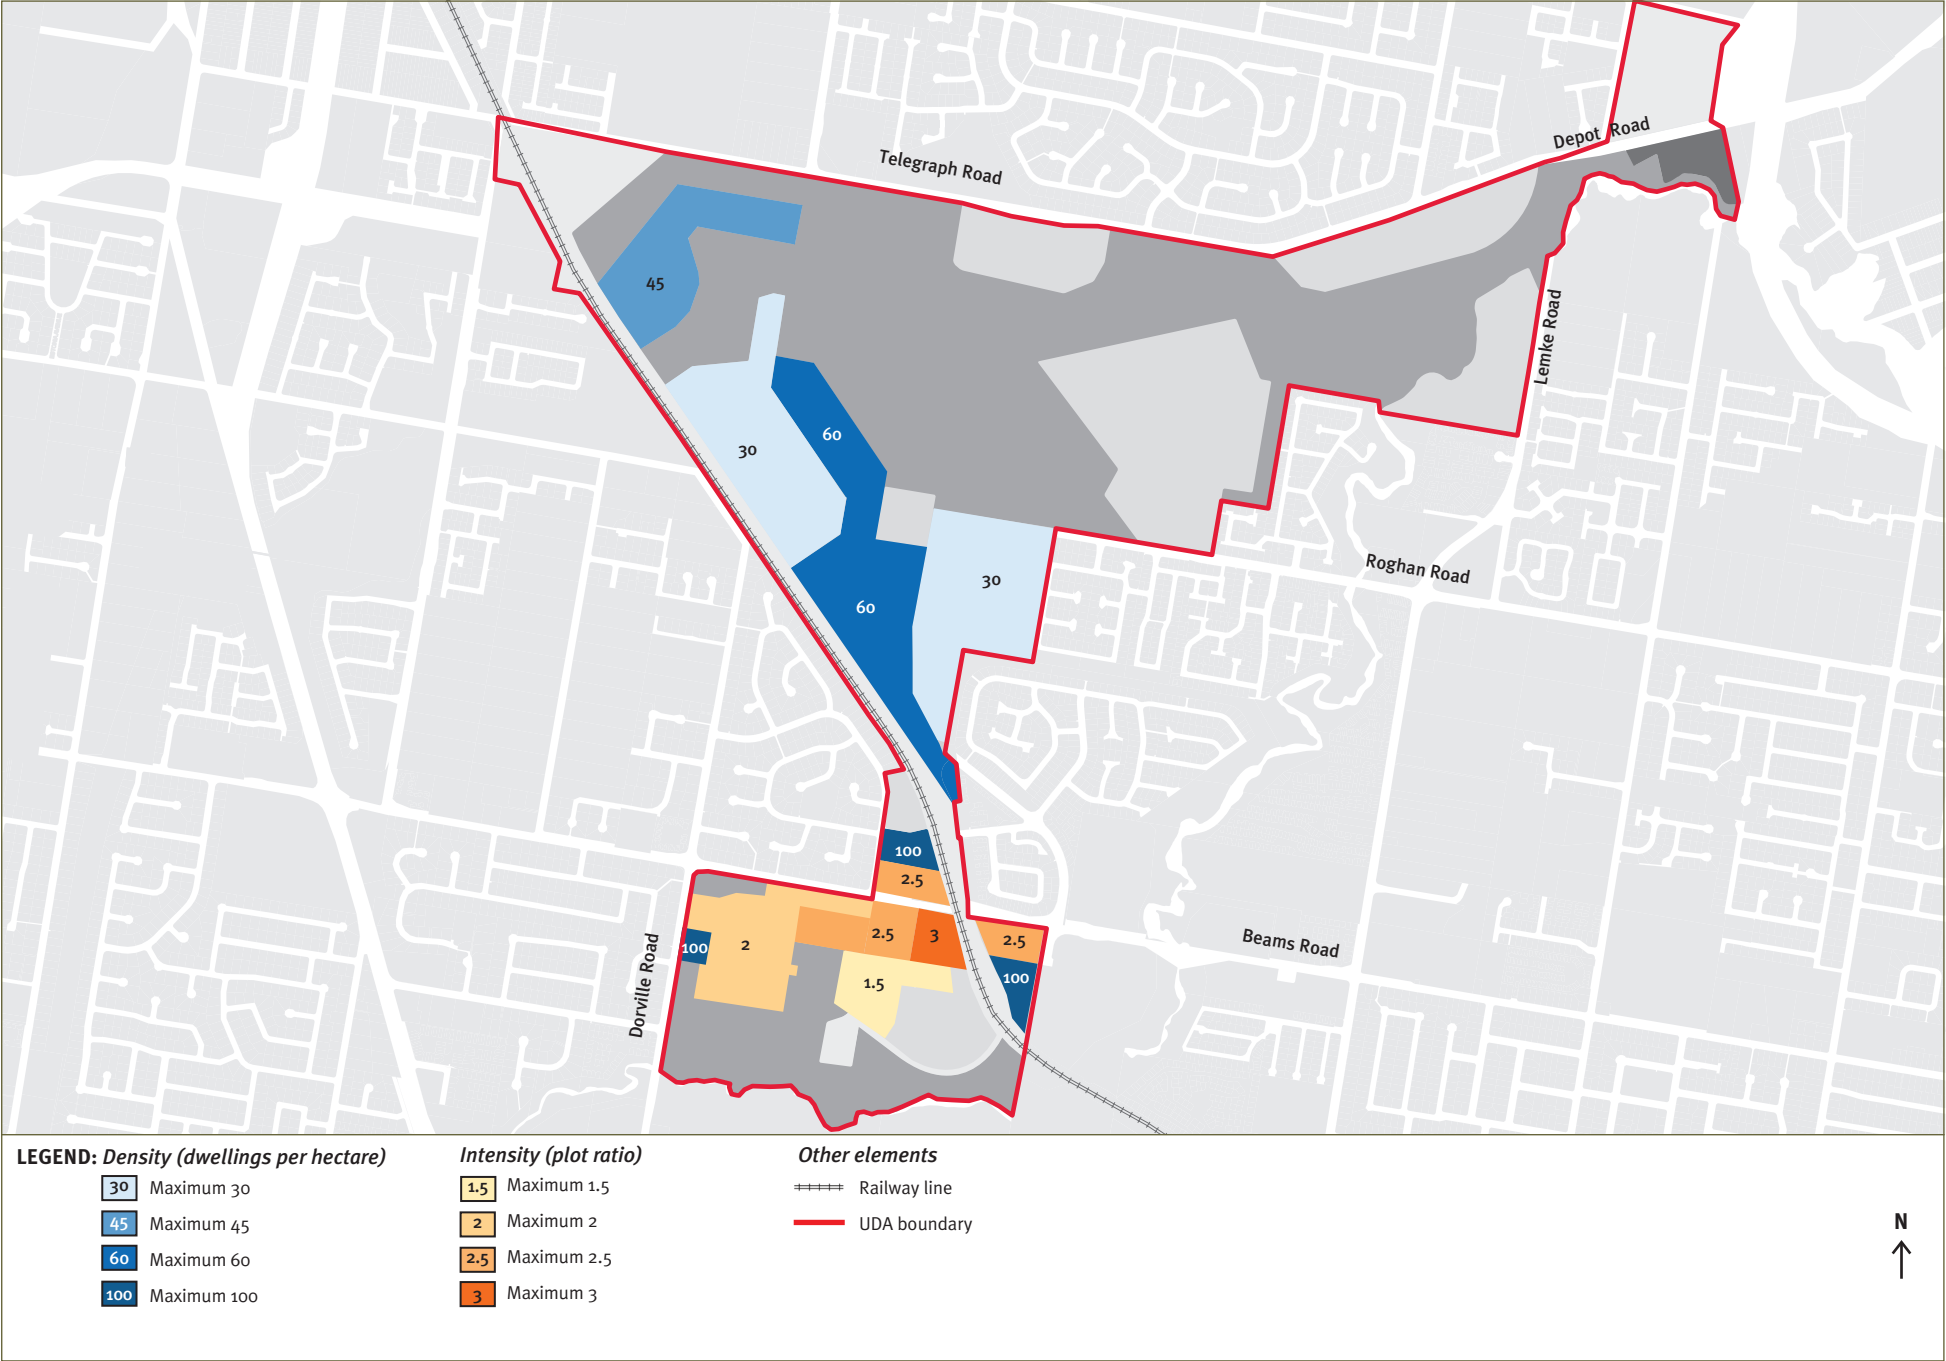 Depot Road
Telegraph Road
45
Lemke Road
60
30
Roghan Road
30
60
100
2.5
2.5
3
2.5
Beams Road
100
2
Dorville Road
1.5
100
LEGEND: Density (dwellings per hectare)
30 Maximum 30
45 Maximum 45
60 Maximum 60
100 Maximum 100
Intensity (plot ratio)
1.5 Maximum 1.5
2 Maximum 2
2.5 Maximum 2.5
3 Maximum 3
Other elements
Railway line
UDA boundary
N